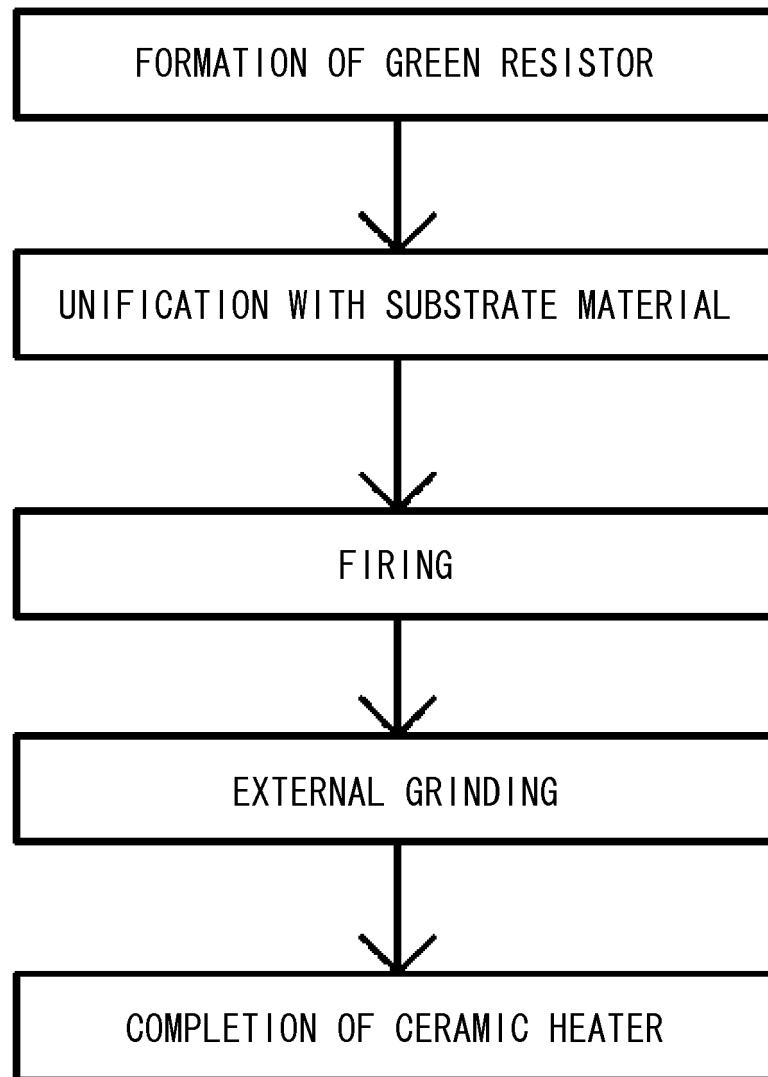 FORMATION OF GREEN RESISTOR
UNIFICATION WITH SUBSTRATE MATERIAL
FIRING
EXTERNAL GRINDING
COMPLETION OF CERAMIC HEATER